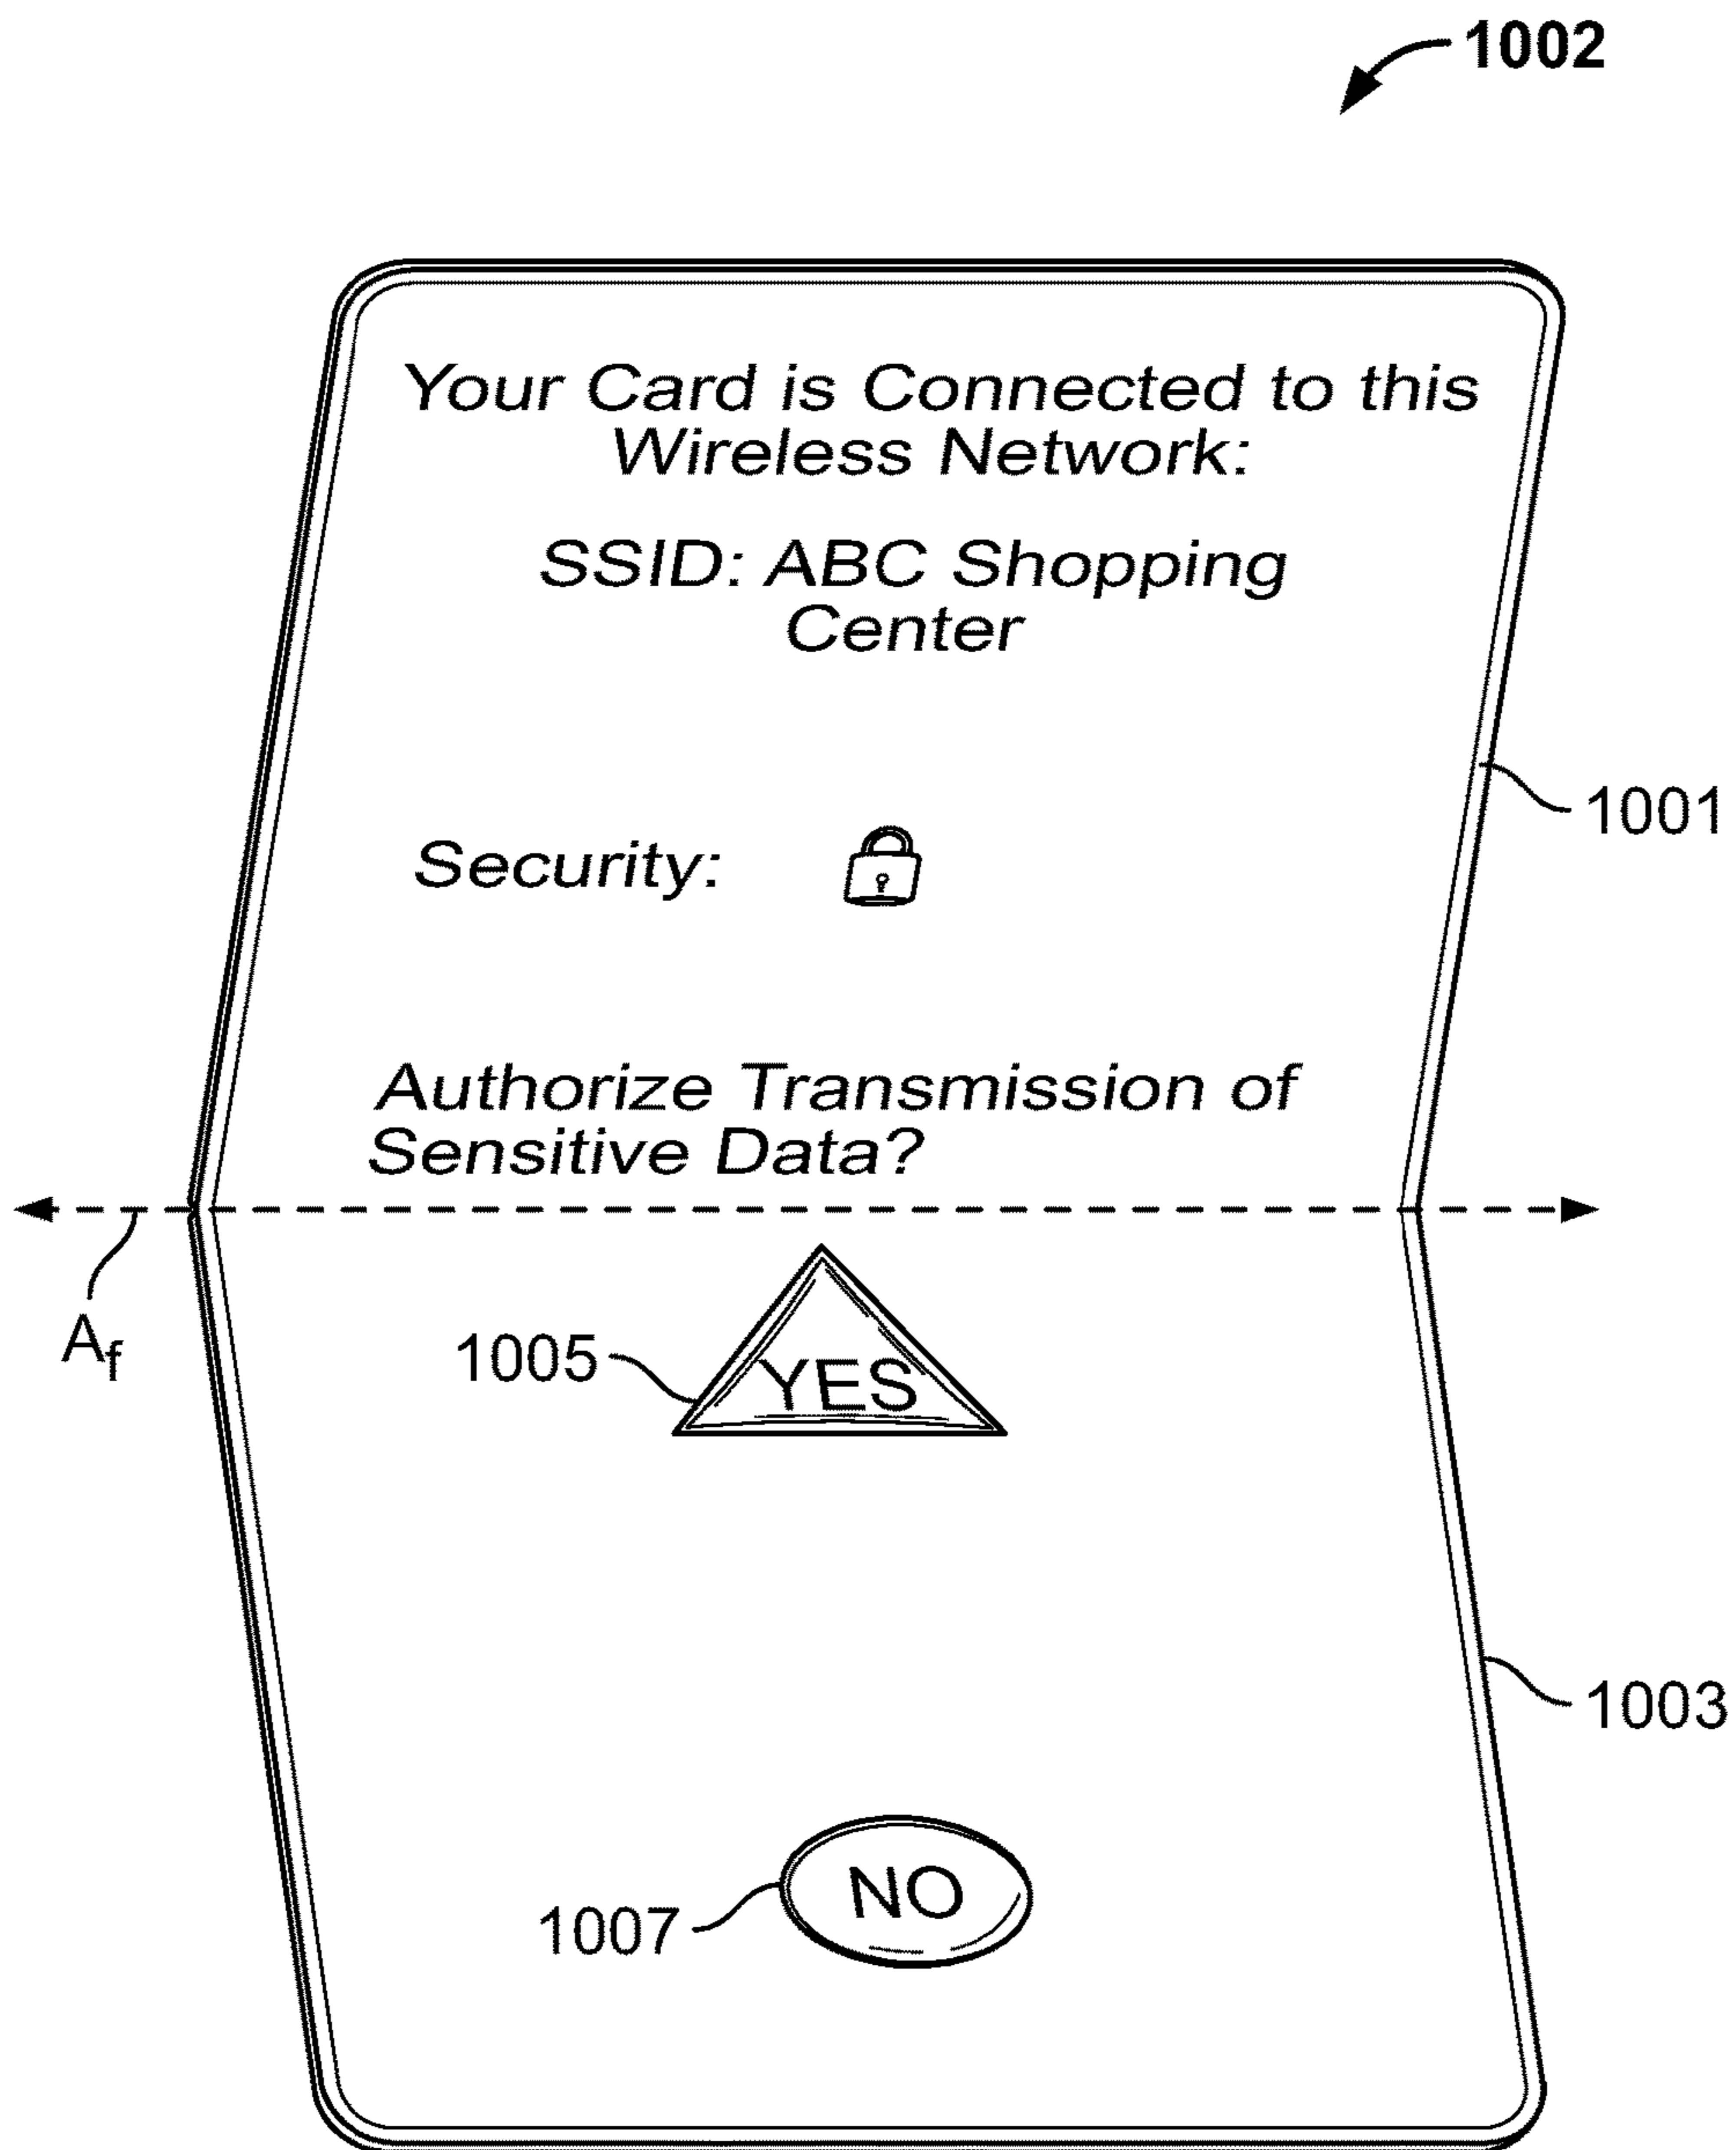 1002
Your Card is Connected to this
Wireless Network:
SSID: ABC Shopping
Center
1001
Security:
Authorize Transmission of
Sensitive Data?
Af
1005
YES
1003
NO
1007